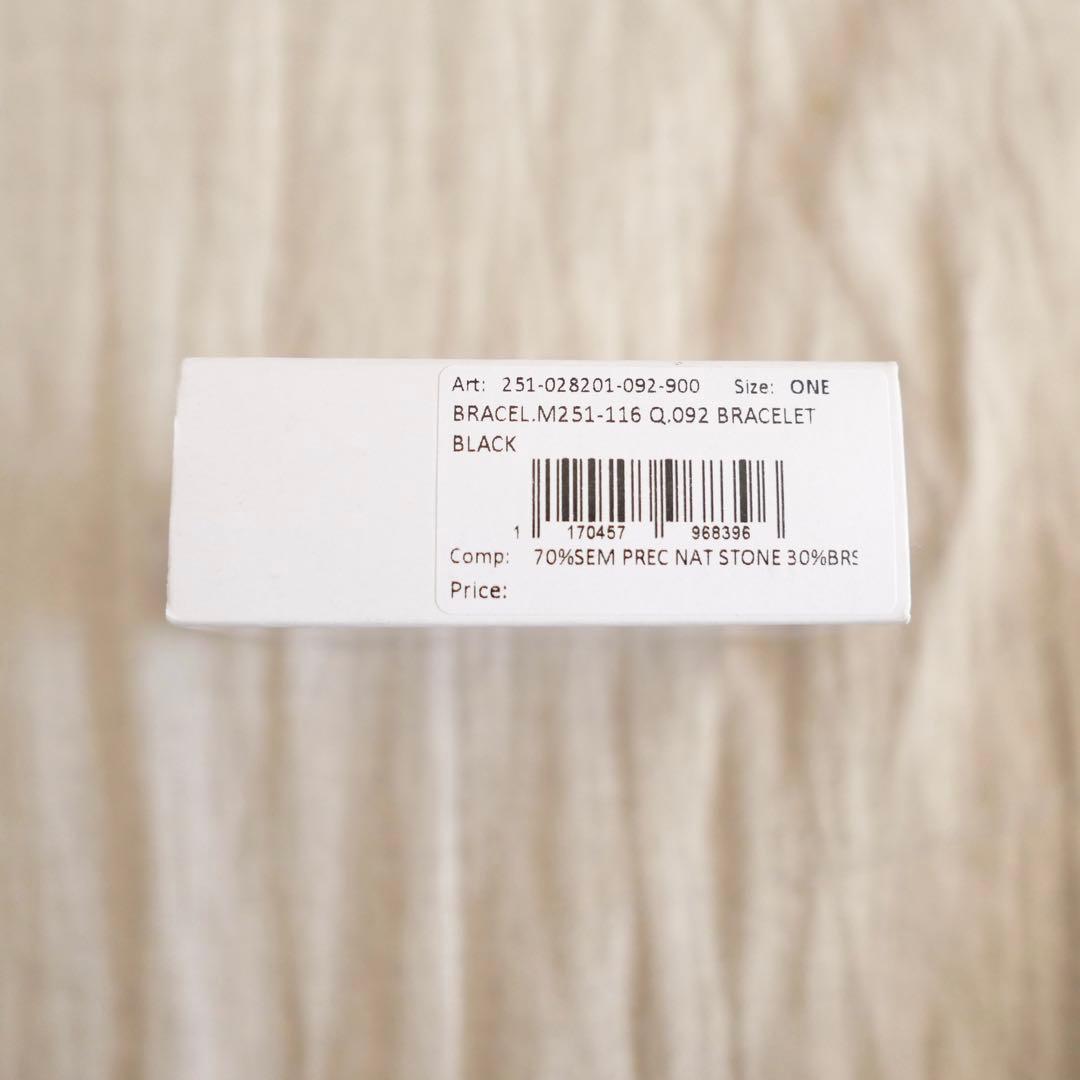 Art: 251-028201-092-900 Size: ONE
BRACEL.M251-116 Q.092 BRACELET
BLACK
1 170457 968396
Comp: 70%SEM PREC NAT STONE 30%BRS
Price: